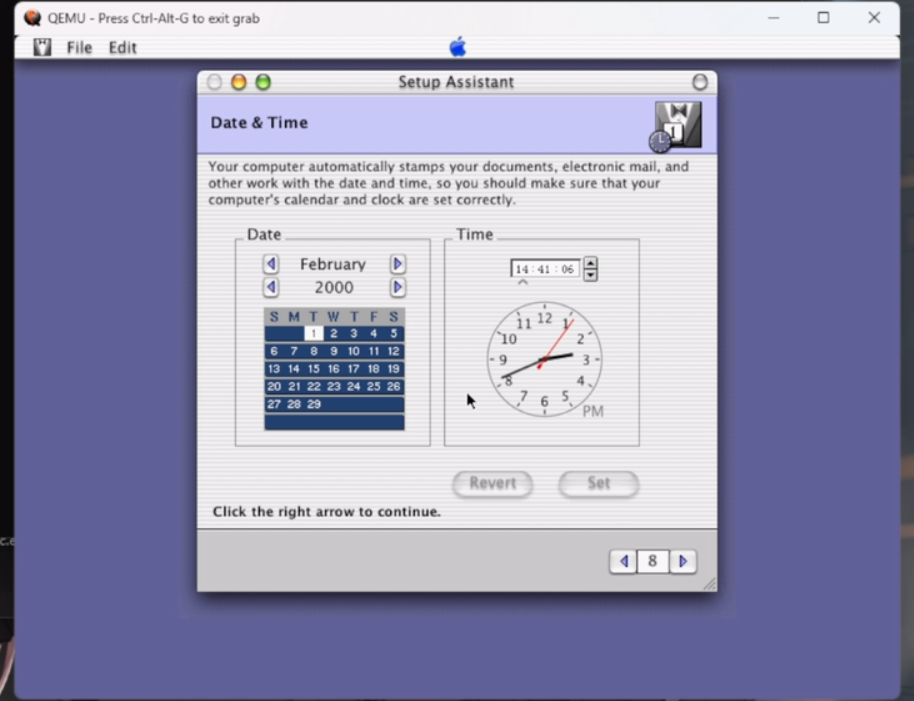 QEMU - Press Ctrl-Alt-G to exit grab
File Edit
Setup Assistant
Date & Time
1
Your computer automatically stamps your documents, electronic mail, and
other work with the date and time, so you should make sure that your
computer's calendar and clock are set correctly.
Date
February
2000
S M T W T F S
1 2 3 4 5
6 7 8 9 10 11 12
13 14 15 16 17 18 19
20 21 22 23 24 25 26
27 28 29
Time
14 : 41 : 06
12
11 1
10 2
9 3
8 4
7 5
6
PM
Revert Set
Click the right arrow to continue.
8
c.e